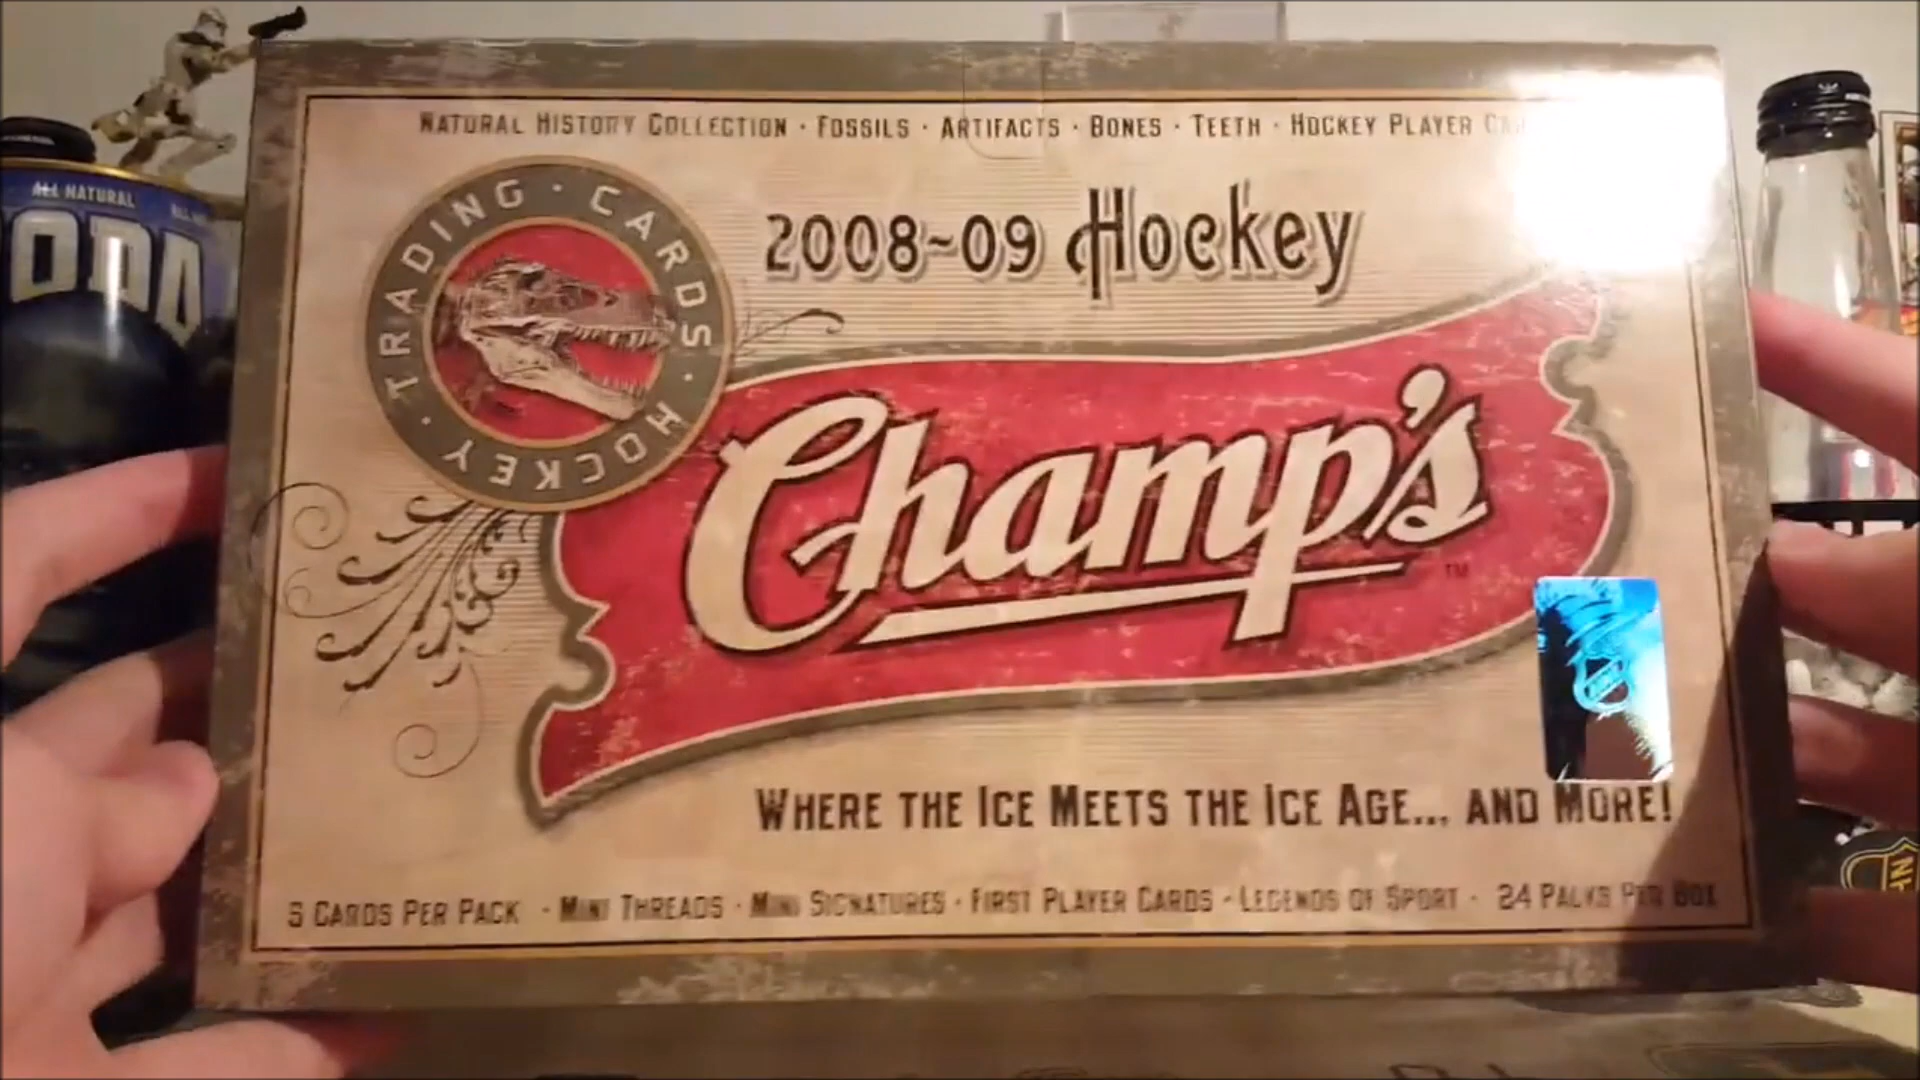 NATURAL HISTORY COLLECTION · FOSSILS · ARTIFACTS · BONES · TEETH · HOCKEY PLAYER
TRADING · CARDS · HOCKEY ·
2008~09 Hockey
Champ's
TM
WHERE THE ICE MEETS THE ICE AGE... AND MORE!
5 CARDS PER PACK · MINI THREADS · MINI SIGNATURES · FIRST PLAYER CARDS · LEGENDS OF SPORT · 24 PACKS PER BOX
ALL NATURAL